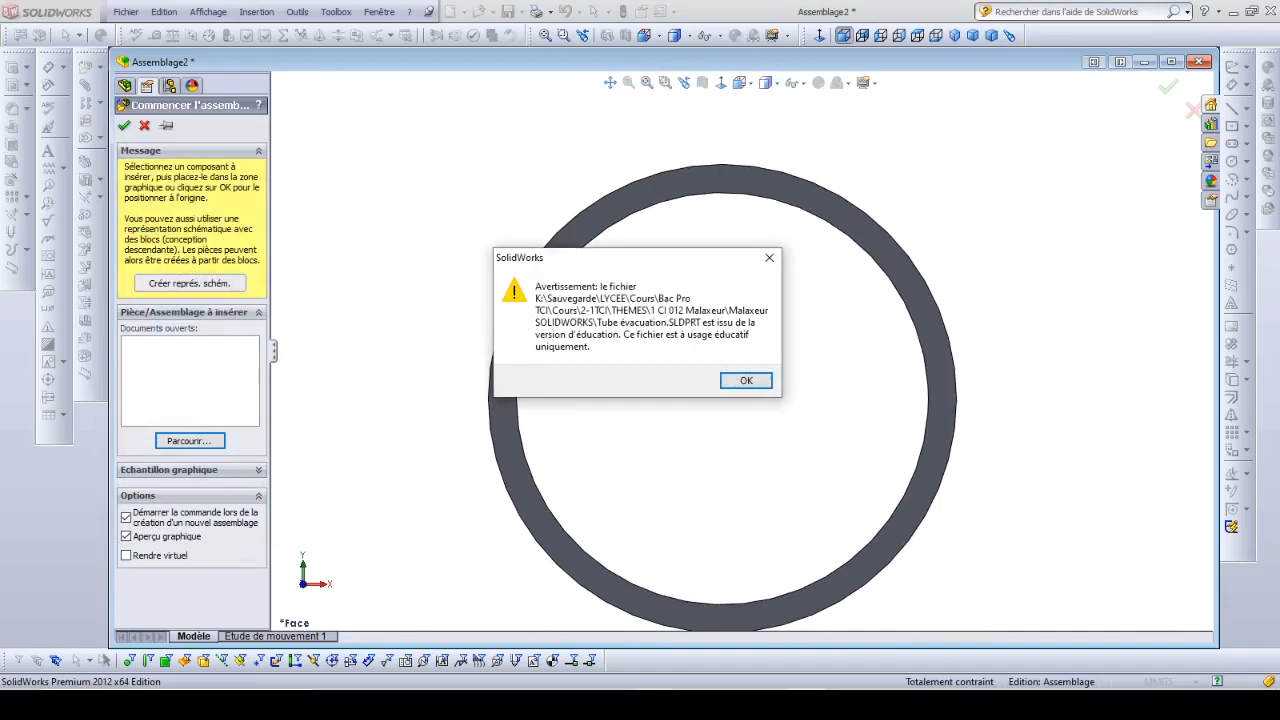 SOLIDWORKS
Fichier Edition Affichage Insertion Outils Toolbox Fenêtre ?
Assemblage2 *
Rechercher dans l'aide de SolidWorks
Assemblage2 *
Commencer l'assemb... ?
Message
Sélectionnez un composant à
insérer, puis placez-le dans la zone
graphique ou cliquez sur OK pour le
positionner à l'origine.
Vous pouvez aussi utiliser une
représentation schématique avec
des blocs (conception
descendante). Les pièces peuvent
alors être créées à partir des blocs.
Créer représ. schém.
Pièce/Assemblage à insérer
Documents ouverts:
Parcourir...
Echantillon graphique
Options
Démarrer la commande lors de la
création d'un nouvel assemblage
Aperçu graphique
Rendre virtuel
SolidWorks
Avertissement: le fichier
K:\Sauvegarde\LYCEE\Cours\Bac Pro
TCI\Cours\2-1TCI\THEMES\1 CI 012 Malaxeur\Malaxeur
SOLIDWORKS\Tube évacuation.SLDPRT est issu de la
version d'éducation. Ce fichier est à usage éducatif
uniquement.
OK
Y
X
*Face
Modèle
Etude de mouvement 1
SolidWorks Premium 2012 x64 Edition
Totalement contraint
Edition: Assemblage
MMGS